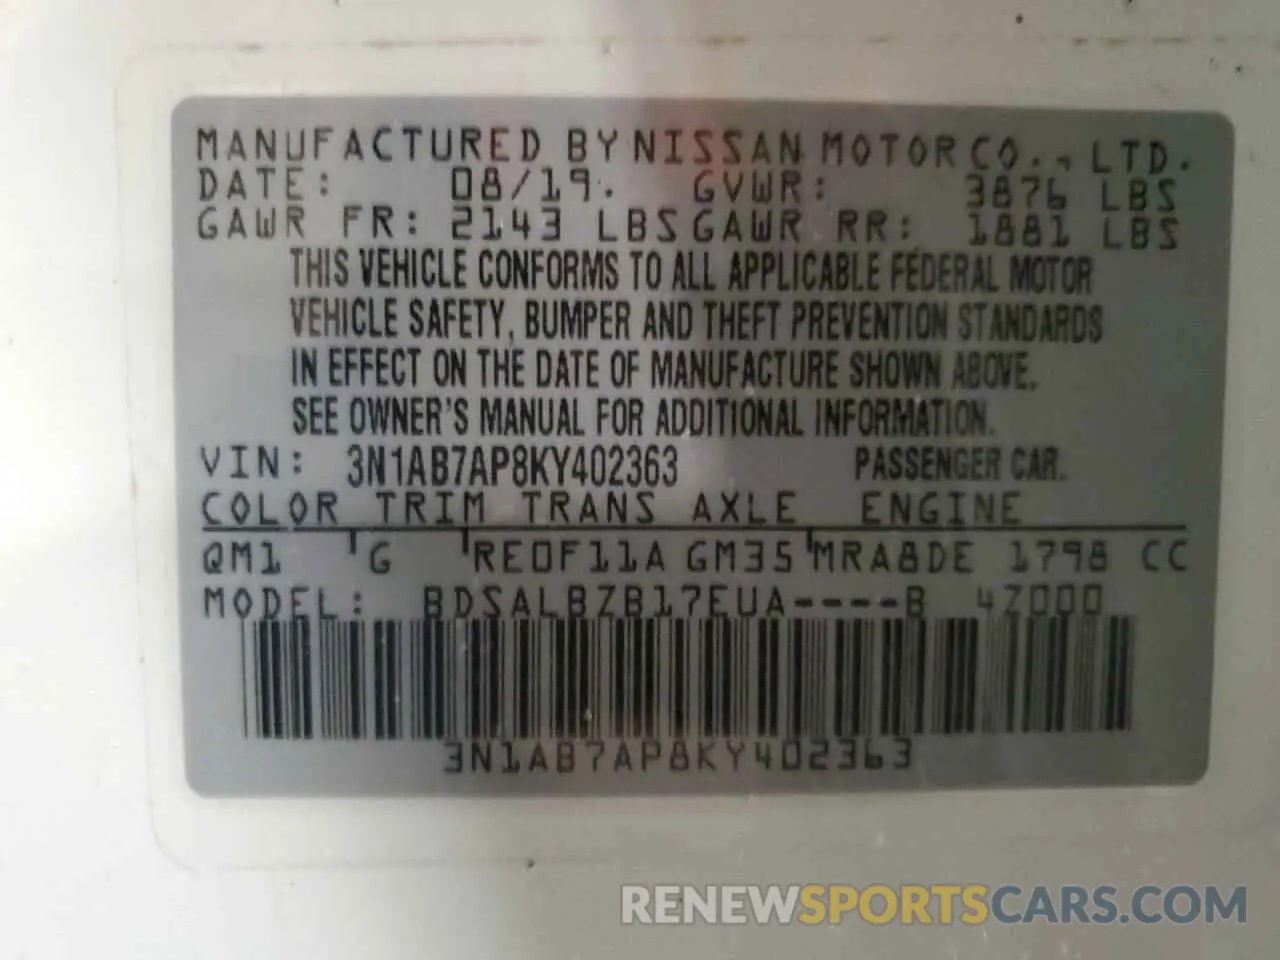 MANUFACTURED BY NISSAN MOTOR CO., LTD.
DATE: 08/19. GVWR: 3876 LBS
GAWR FR: 2143 LBS GAWR RR: 1881 LBS
THIS VEHICLE CONFORMS TO ALL APPLICABLE FEDERAL MOTOR
VEHICLE SAFETY, BUMPER AND THEFT PREVENTION STANDARDS
IN EFFECT ON THE DATE OF MANUFACTURE SHOWN ABOVE.
SEE OWNER'S MANUAL FOR ADDITIONAL INFORMATION.
VIN: 3N1AB7AP8KY402363 PASSENGER CAR.
COLOR TRIM TRANS AXLE ENGINE
QM1 G RE0F11A GM35 MRA8DE 1798 CC
MODEL: BDSALBZB17EUA----B 4Z000
3N1AB7AP8KY402363
RENEWSPORTSCARS.COM